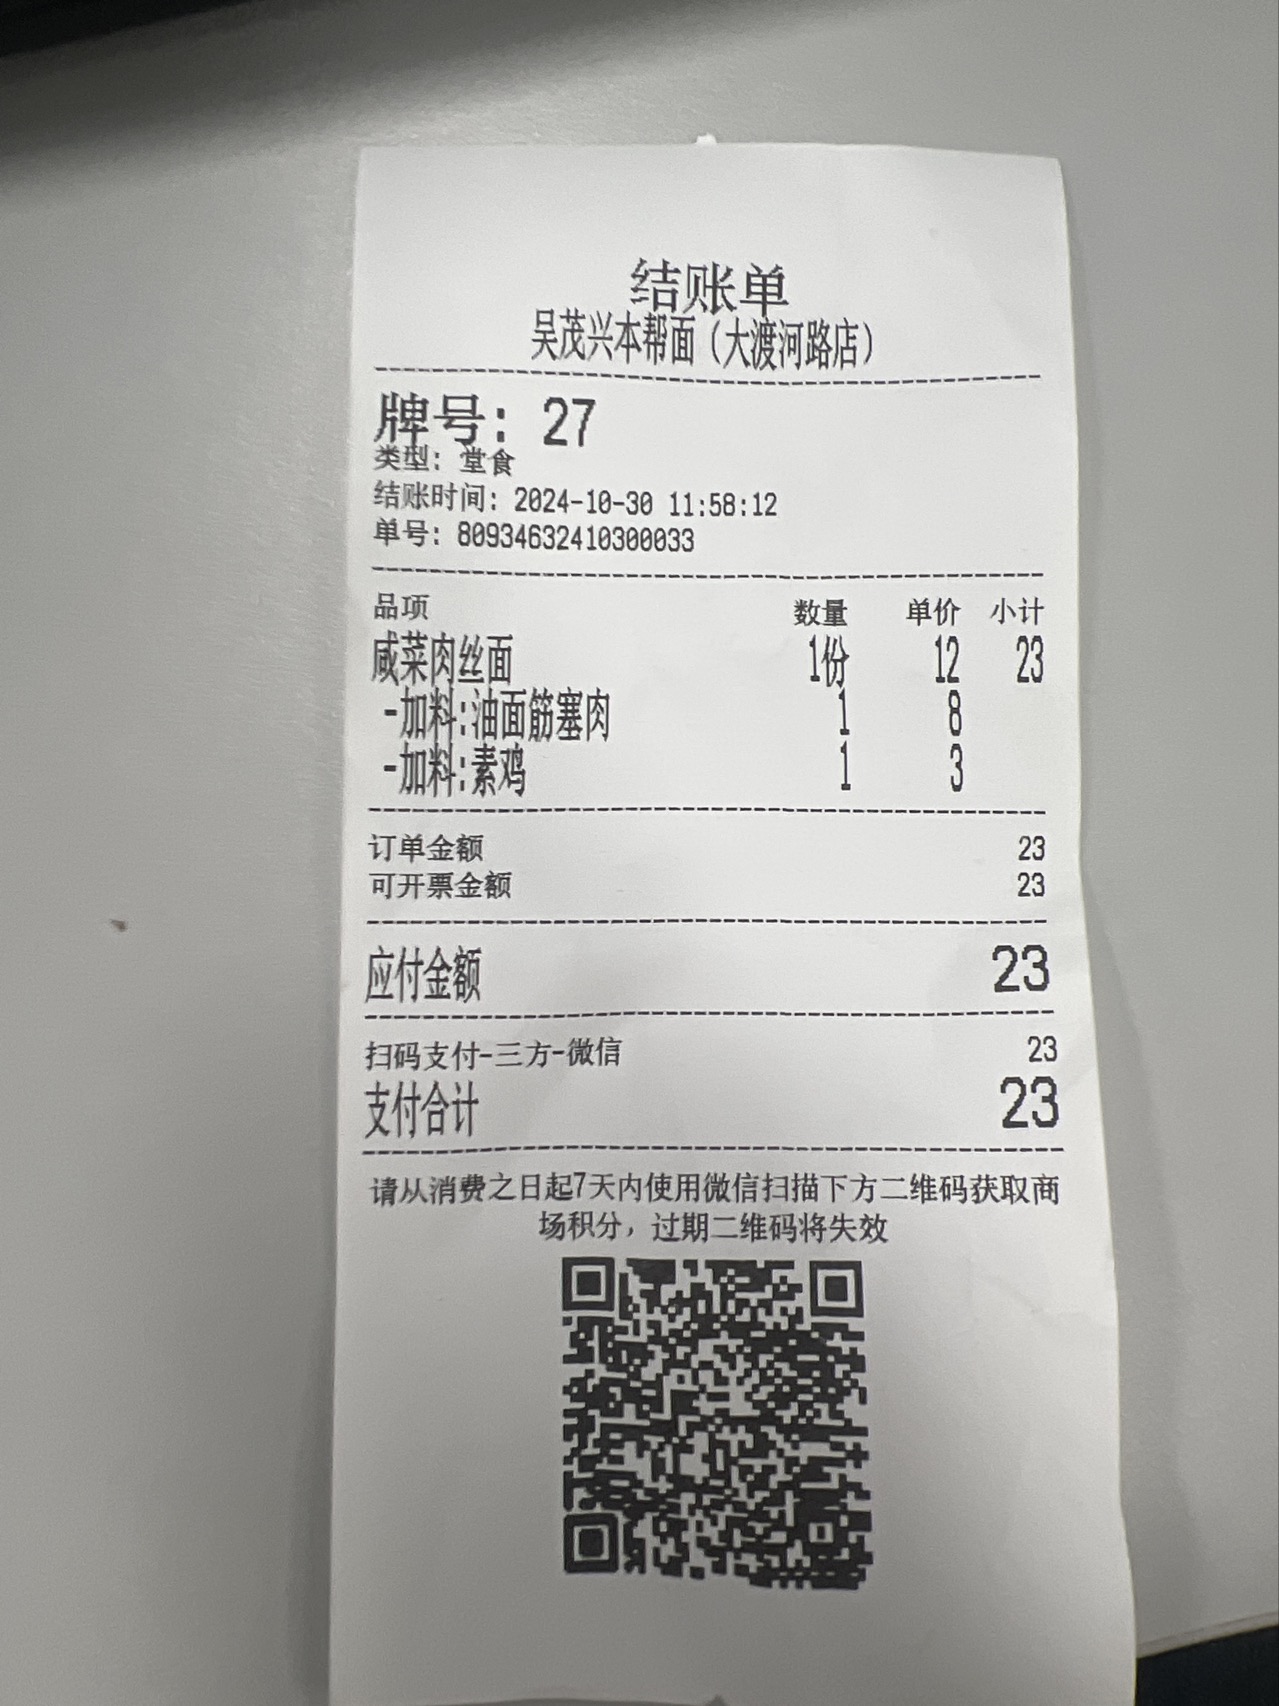 结账单
吴茂兴本帮面（大渡河路店）
牌号: 27
类型: 堂食
结账时间: 2024-10-30 11:58:12
单号: 80934632410300033
品项 数量 单价 小计
咸菜肉丝面 1份 12 23
-加料:油面筋塞肉 1 8
-加料:素鸡 1 3
订单金额 23
可开票金额 23
应付金额 23
扫码支付-三方-微信 23
支付合计 23
请从消费之日起7天内使用微信扫描下方二维码获取商
场积分，过期二维码将失效